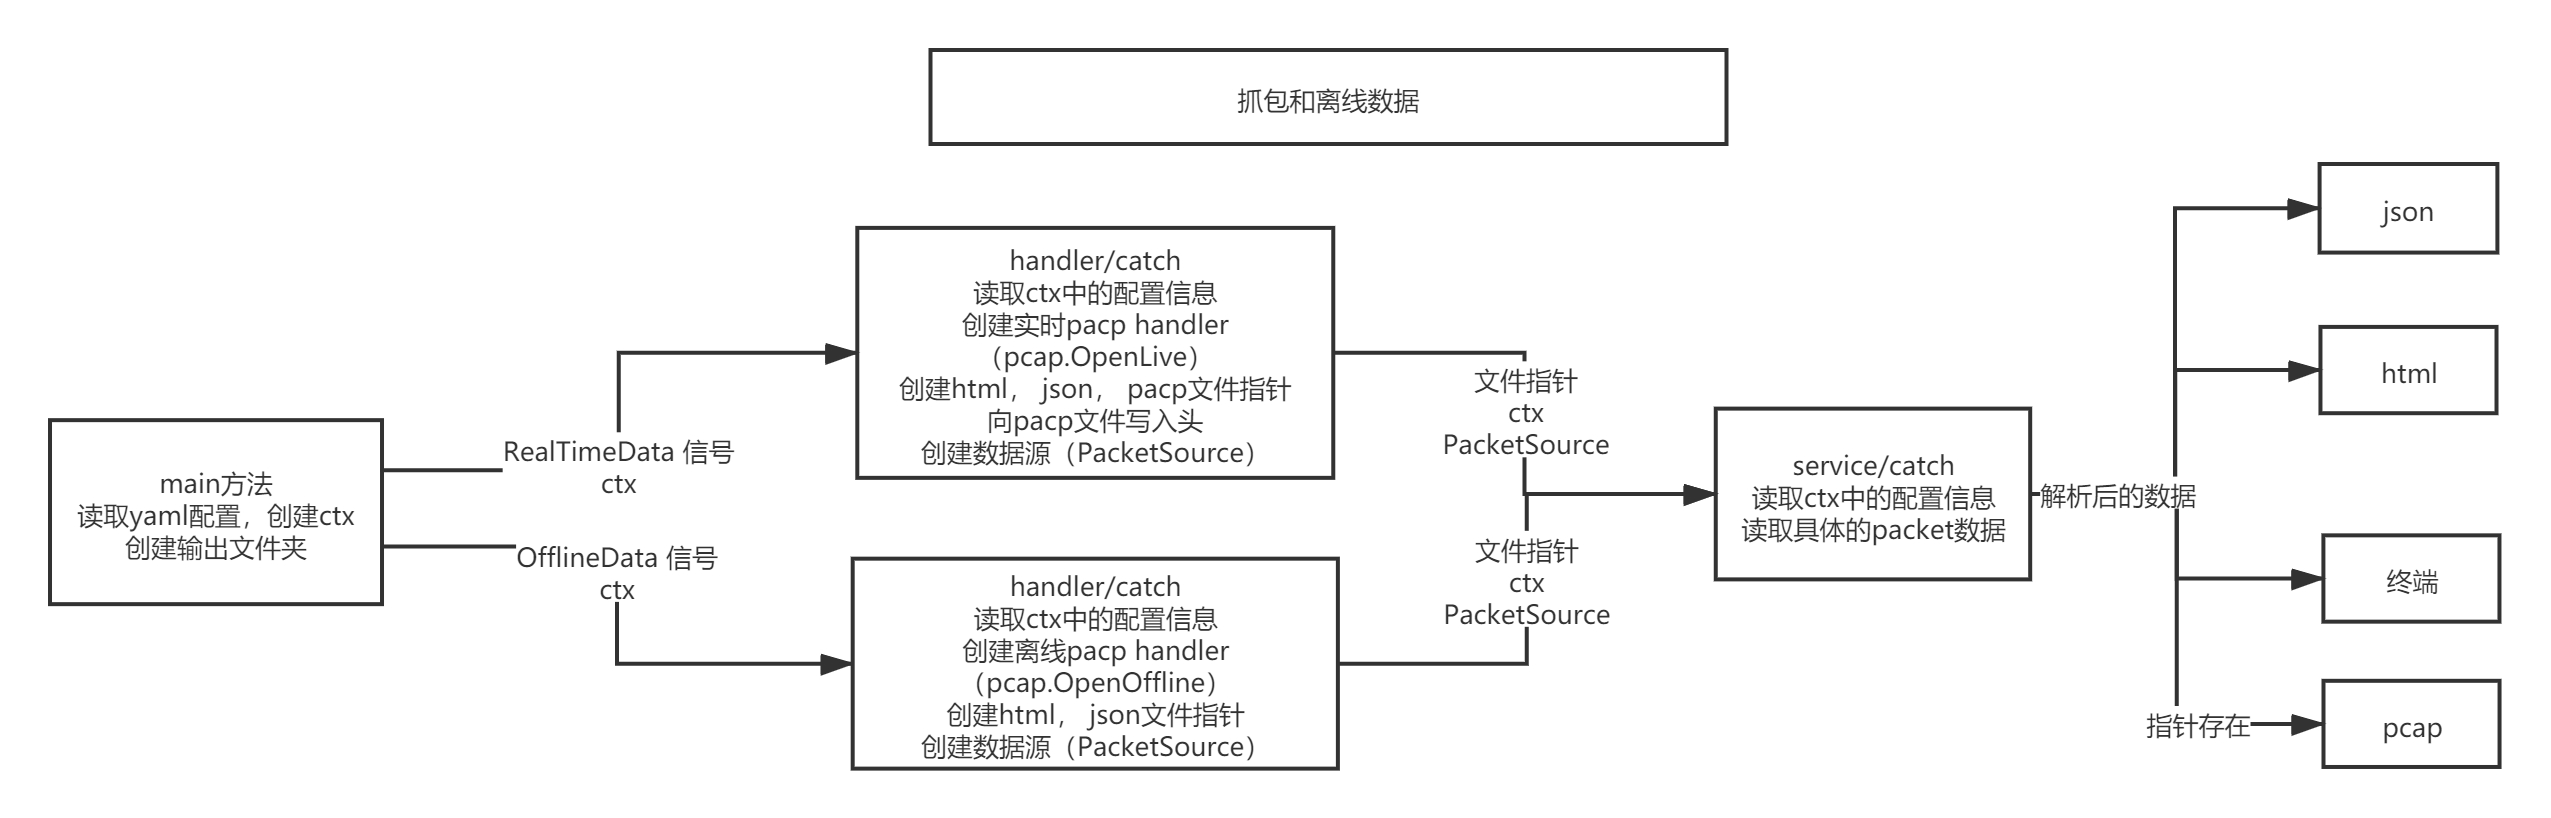 抓包和离线数据
main方法
读取yaml配置，创建ctx
创建输出文件夹
RealTimeData 信号
ctx
OfflineData 信号
ctx
handler/catch
读取ctx中的配置信息
创建实时pacp handler
（pcap.OpenLive）
创建html， json， pacp文件指针
向pacp文件写入头
创建数据源（PacketSource）
handler/catch
读取ctx中的配置信息
创建离线pacp handler
（pcap.OpenOffline）
创建html， json文件指针
创建数据源（PacketSource）
文件指针
ctx
PacketSource
文件指针
ctx
PacketSource
service/catch
读取ctx中的配置信息
读取具体的packet数据
解析后的数据
json
html
终端
指针存在
pcap